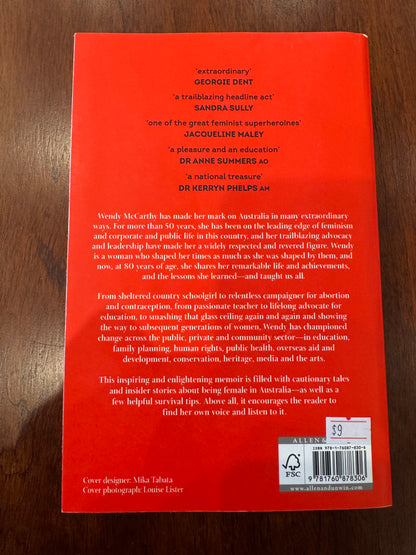 'extraordinary'
GEORGIE DENT
'a trailblazing headline act'
SANDRA SULLY
'one of the great feminist superheroines'
JACQUELINE MALEY
'a pleasure and an education'
DR ANNE SUMMERS AO
'a national treasure'
DR KERRYN PHELPS AM
Wendy McCarthy has made her mark on Australia in many extraordinary
ways. For more than 50 years, she has been on the leading edge of feminism
and corporate and public life in this country, and her trailblazing advocacy
and leadership have made her a widely respected and revered figure. Wendy
is a woman who shaped her times as much as she was shaped by them, and
now, at 80 years of age, she shares her remarkable life and achievements,
and the lessons she learned—and taught us all.
From sheltered country schoolgirl to relentless campaigner for abortion
and contraception, from passionate teacher to lifelong advocate for
education, to smashing that glass ceiling again and again and showing
the way to subsequent generations of women, Wendy has championed
change across the public, private and community sector—in education,
family planning, human rights, public health, overseas aid and
development, conservation, heritage, media and the arts.
This inspiring and enlightening memoir is filled with cautionary tales
and insider stories about being female in Australia—as well as a
few helpful survival tips. Above all, it encourages the reader to
find her own voice and listen to it.
$9
ALLEN & UN
ISBN 978-1-76087-830-6
FSC
9 781760 878306
www.allenandunwin.com
Cover designer: Mika Tabata
Cover photograph: Louise Lister